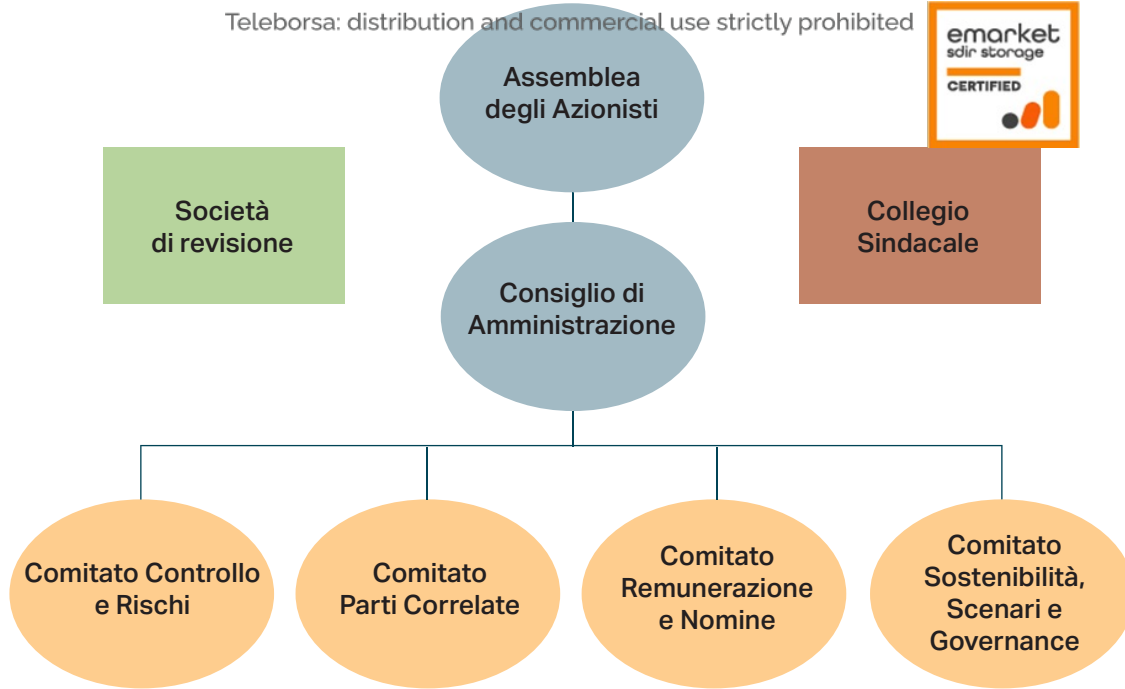 Teleborsa: distribution and commercial use strictly prohibited
emarket
sdir storage
CERTIFIED
Assemblea
degli Azionisti
Società
di revisione
Collegio
Sindacale
Consiglio di
Amministrazione
Comitato Controllo
e Rischi
Comitato
Parti Correlate
Comitato
Remunerazione
e Nomine
Comitato
Sostenibilità,
Scenari e
Governance